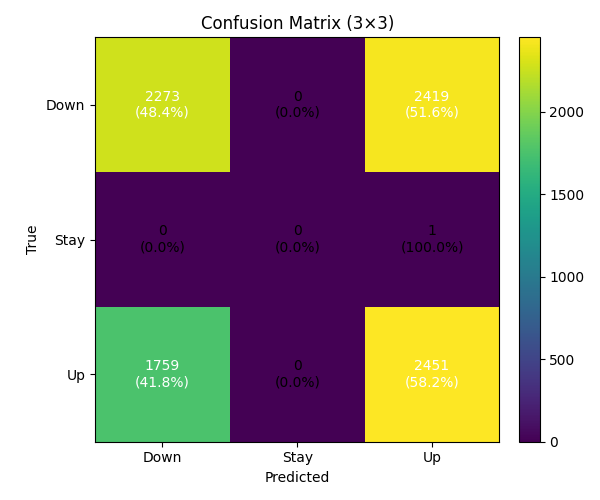 Confusion Matrix (3×3)
True
Down
2273
(48.4%)
0
(0.0%)
2419
(51.6%)
Stay
0
(0.0%)
0
(0.0%)
1
(100.0%)
Up
1759
(41.8%)
0
(0.0%)
2451
(58.2%)
Down
Stay
Up
Predicted
2000
1500
1000
500
0